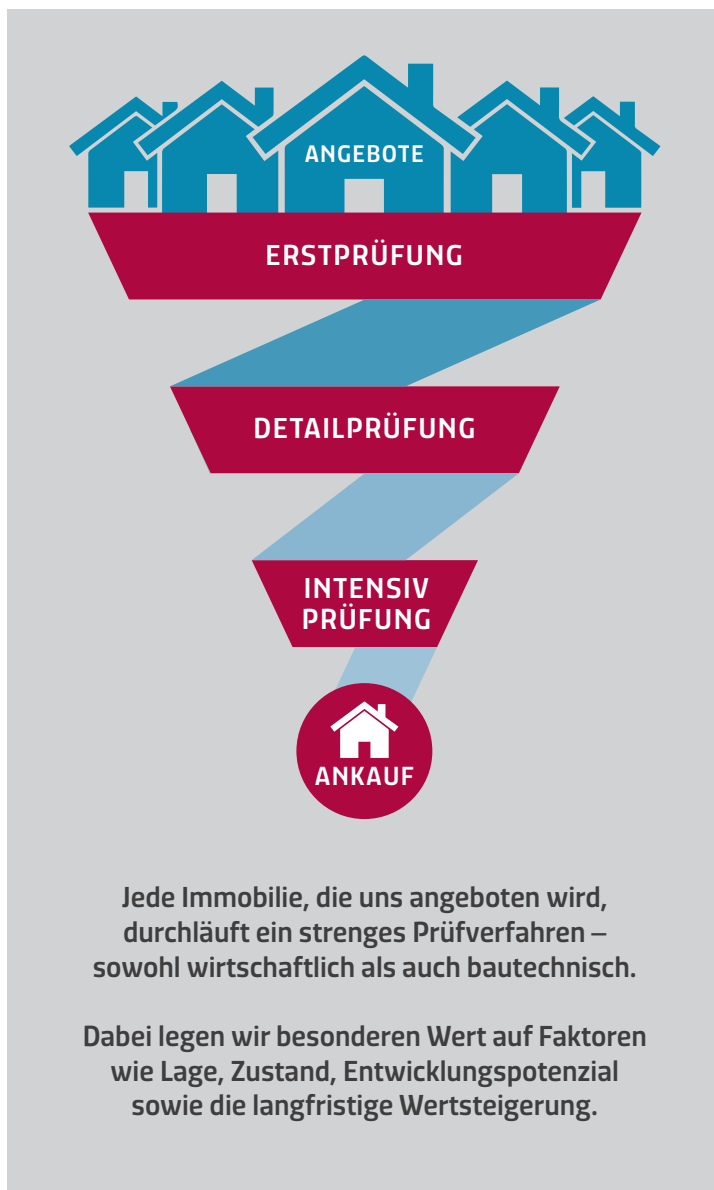 ANGEBOTE
ERSTPRÜFUNG
DETAILPRÜFUNG
INTENSIV
PRÜFUNG
ANKAUF
Jede Immobilie, die uns angeboten wird,
durchläuft ein strenges Prüfverfahren –
sowohl wirtschaftlich als auch bautechnisch.
Dabei legen wir besonderen Wert auf Faktoren
wie Lage, Zustand, Entwicklungspotenzial
sowie die langfristige Wertsteigerung.